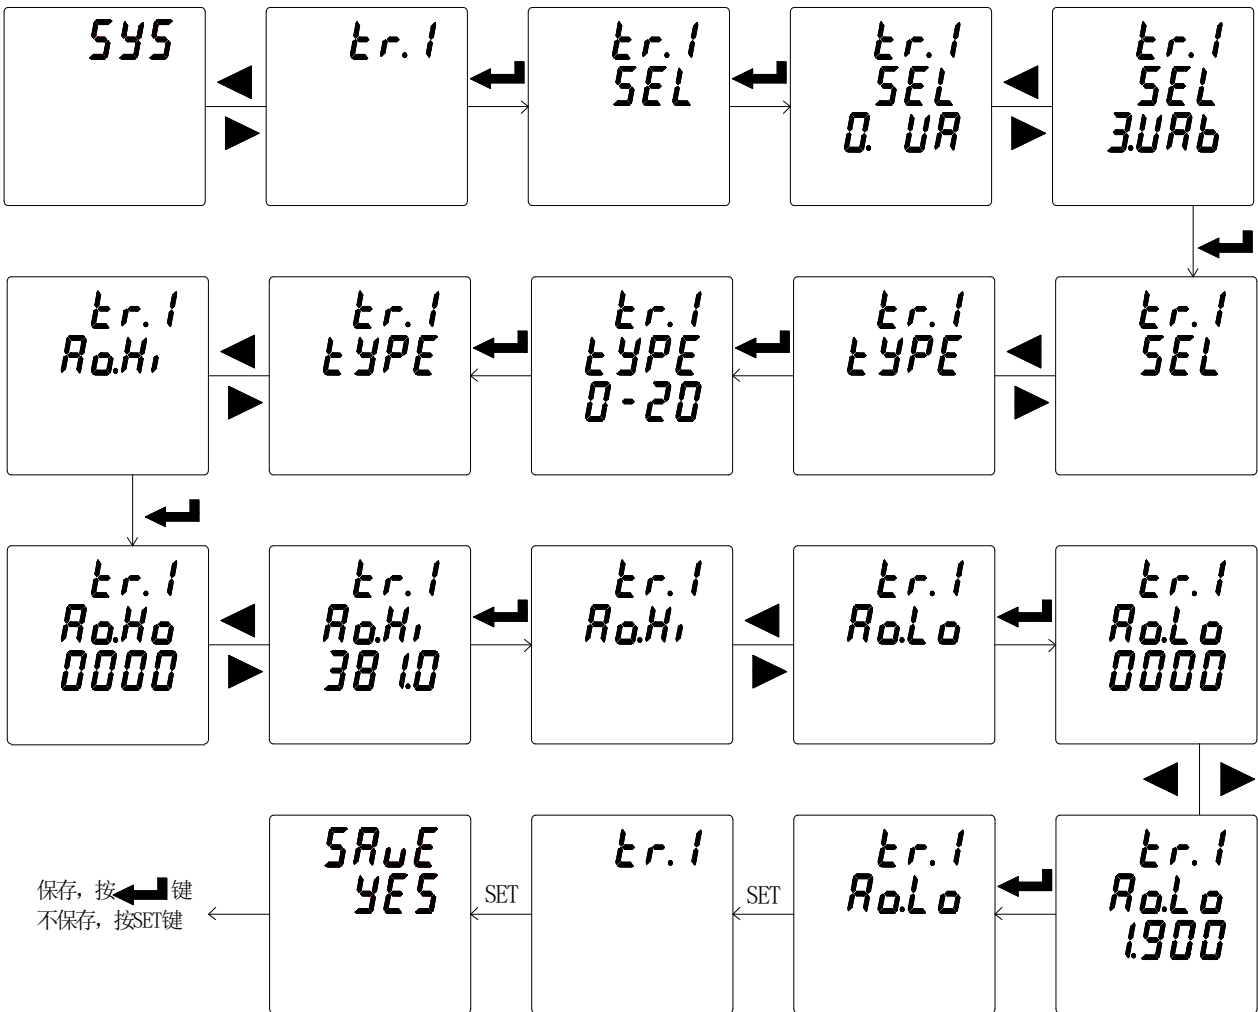 SYS
tr.1
tr.1
SEL
tr.1
SEL
0. UA
tr.1
SEL
3.UAb
tr.1
Ao.Hi
tr.1
tYPE
tr.1
tYPE
0-20
tr.1
tYPE
tr.1
SEL
tr.1
Ao.Ho
0000
tr.1
Ao.Hi
381.0
tr.1
Ao.Hi
tr.1
Ao.Lo
tr.1
Ao.Lo
0000
保存，按 键
不保存，按SET键
SAvE
YES
SET
tr.1
SET
tr.1
Ao.Lo
tr.1
Ao.Lo
1.900